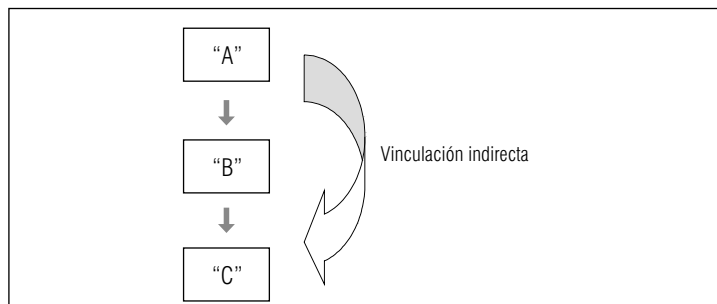 “A”
“B”
Vinculación indirecta
“C”